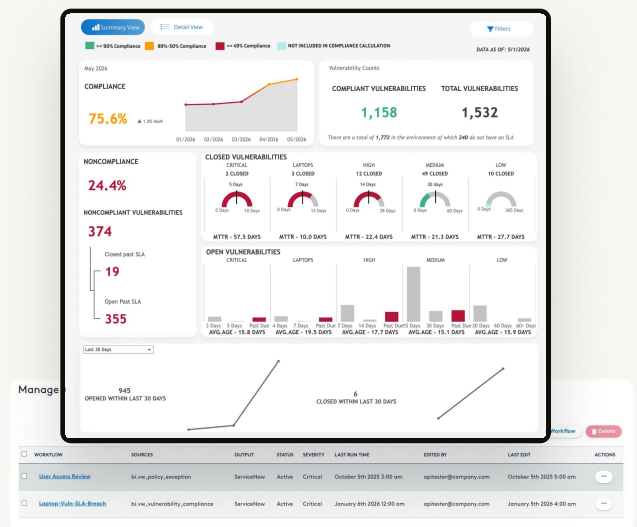 Summary View
Detail View
Filters
>= 90% Compliance
89%-50% Compliance
<= 49% Compliance
NOT INCLUDED IN COMPLIANCE CALCULATION
DATA AS OF: 5/1/2026
May 2026
COMPLIANCE
75.6%
▲ 1.0% MoM
01/2026 02/2026 03/2026 04/2026 05/2026
Vulnerability Counts
COMPLIANT VULNERABILITIES TOTAL VULNERABILITIES
1,158 1,532
There are a total of 1,772 in the environment of which 240 do not have an SLA
NONCOMPLIANCE
24.4%
NONCOMPLIANT VULNERABILITIES
374
Closed past SLA
19
Open Past SLA
355
CLOSED VULNERABILITIES
CRITICAL LAPTOPS HIGH MEDIUM LOW
2 CLOSED 3 CLOSED 12 CLOSED 49 CLOSED 10 CLOSED
5 Days 7 Days 14 Days 30 days
0 Days 10 Days 0 Days 14 Days 0 Days 28 Days 0 Days 60 Days 0 Days 365 Days
MTTR - 57.5 DAYS MTTR - 10.0 DAYS MTTR - 22.4 DAYS MTTR - 21.3 DAYS MTTR - 27.7 DAYS
OPEN VULNERABILITIES
CRITICAL LAPTOPS HIGH MEDIUM LOW
3 Days 5 Days Past Due 4 Days 7 Days Past Due 7 Days 14 Days Past Due 15 Days 30 Days Past Due 30 Days 60 Days 60+ Days
AVG.AGE - 15.8 DAYS AVG.AGE - 19.5 DAYS AVG.AGE - 17.7 DAYS AVG.AGE - 15.1 DAYS AVG.AGE - 15.9 DAYS
Last 30 Days
945
OPENED WITHIN LAST 30 DAYS
6
CLOSED WITHIN LAST 30 DAYS
Manage
Workflow
Delete
WORKFLOW SOURCES OUTPUT STATUS SEVERITY LAST RUN TIME EDITED BY LAST EDIT ACTIONS
User Access Review bi.vw_policy_exception ServiceNow Active Critical October 5th 2025 3:00 am apitester@company.com October 5th 2025 5:00 am
Laptop-Vuln-SLA-Breach bi.vw_vulnerability_compliance ServiceNow Active Critical January 6th 2026 12:00 am apitester@company.com January 5th 2026 4:00 am